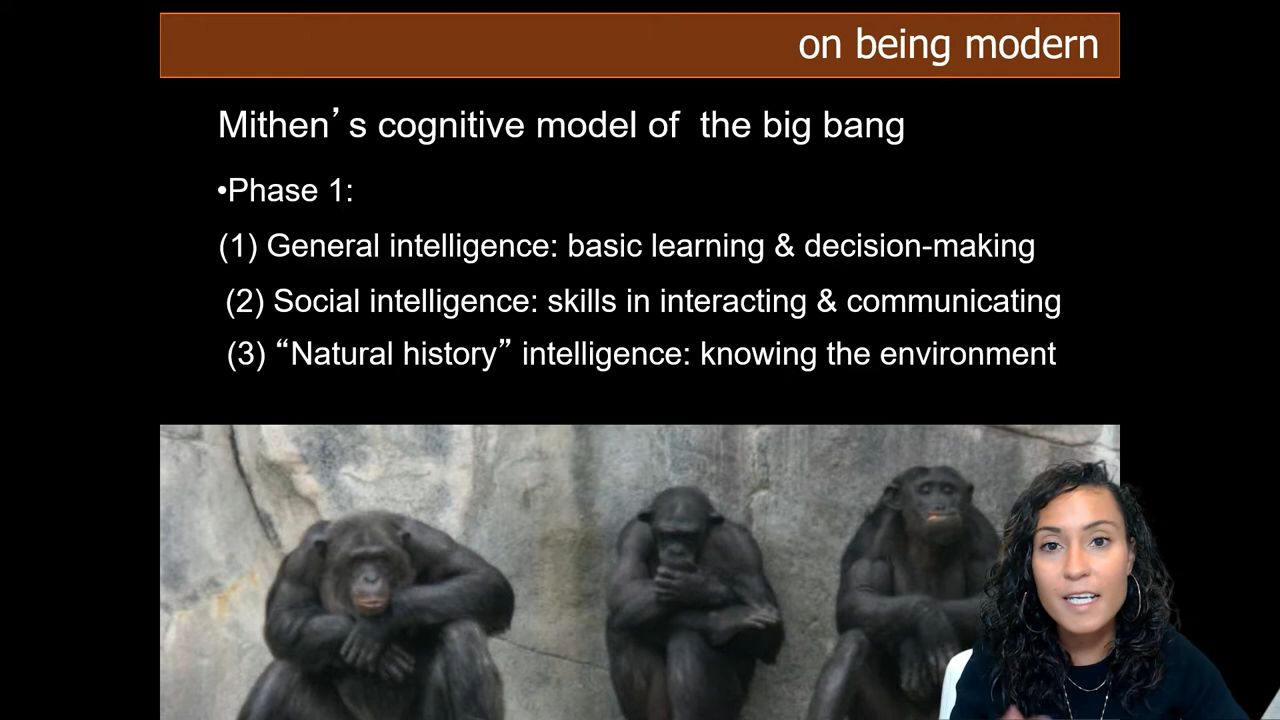 on being modern
Mithen’s cognitive model of  the big bang
•Phase 1:
(1) General intelligence: basic learning & decision-making
(2) Social intelligence: skills in interacting & communicating
(3) “Natural history” intelligence: knowing the environment